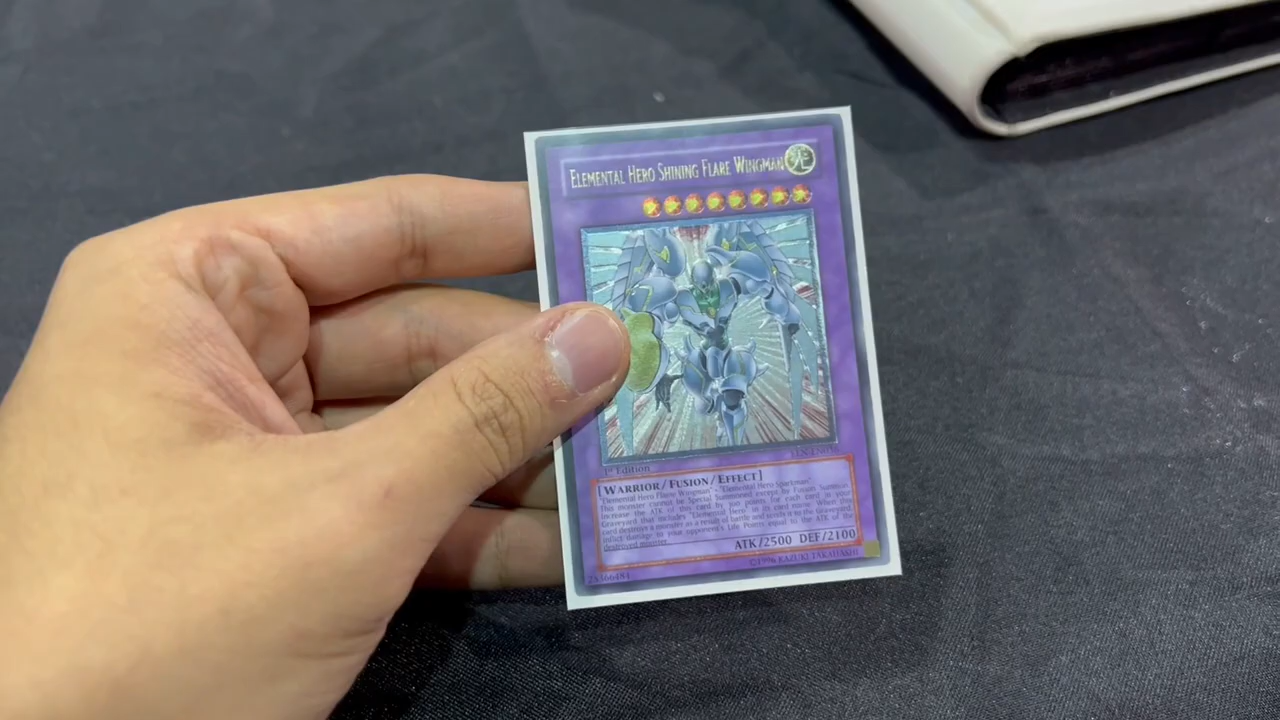 ELEMENTAL HERO SHINING FLARE WINGMAN
光
1st Edition
EEN-EN036
[WARRIOR/FUSION/EFFECT]
"Elemental Hero Flame Wingman" + "Elemental Hero Sparkman"
This monster cannot be Special Summoned except by Fusion Summon.
Increase the ATK of this card by 300 points for each card in your
Graveyard that includes "Elemental Hero" in its card name. When this
card destroys a monster as a result of battle and sends it to the Graveyard,
inflict damage to your opponent's Life Points equal to the ATK of the
destroyed monster.
ATK/2500 DEF/2100
©1996 KAZUKI TAKAHASHI